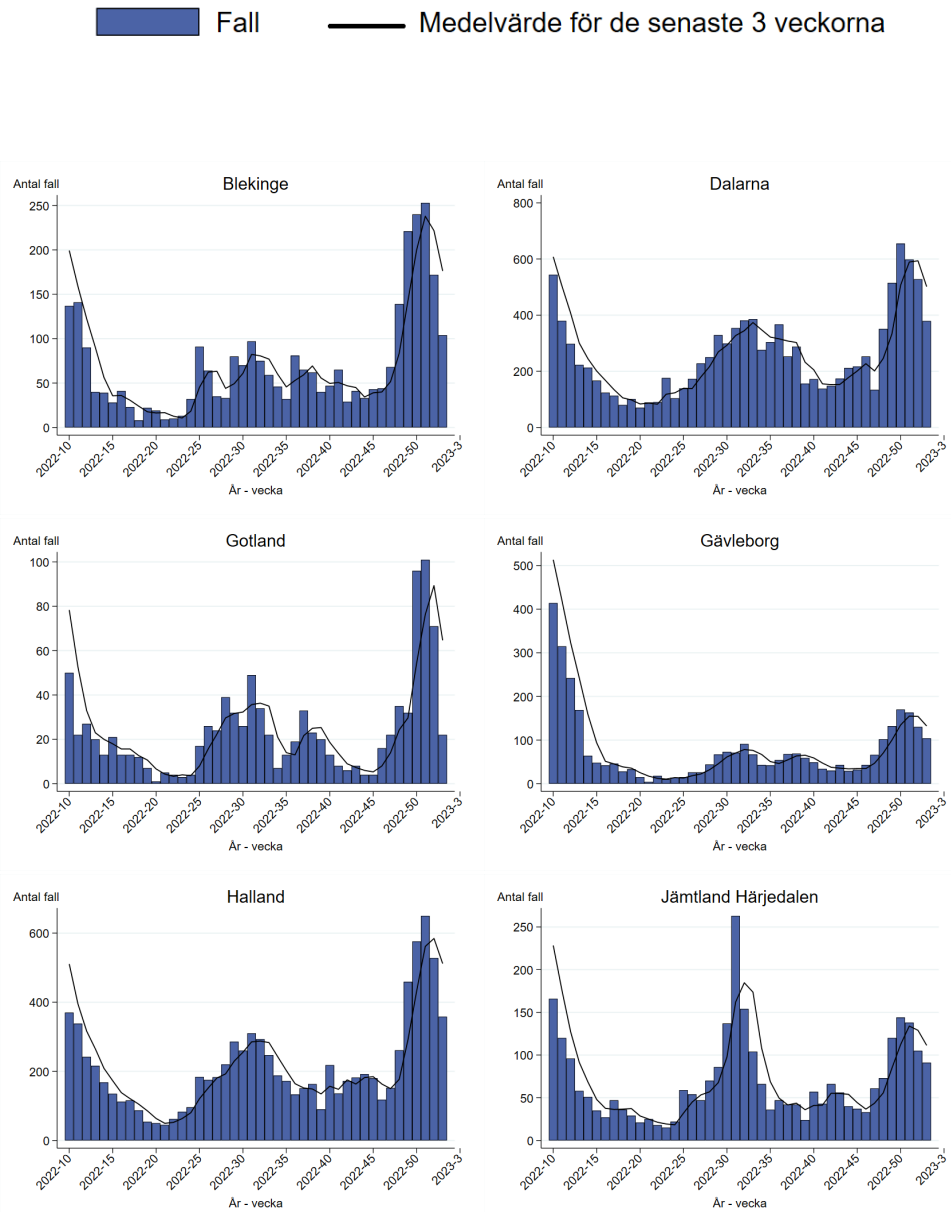 Fall Medelvärde för de senaste 3 veckorna
Antal fall
Blekinge
250
200
150
100
50
0
2022-10 2022-15 2022-20 2022-25 2022-30 2022-35 2022-40 2022-45 2022-50 2023-3
År - vecka
Antal fall
Dalarna
800
600
400
200
0
2022-10 2022-15 2022-20 2022-25 2022-30 2022-35 2022-40 2022-45 2022-50 2023-3
År - vecka
Antal fall
Gotland
100
80
60
40
20
0
2022-10 2022-15 2022-20 2022-25 2022-30 2022-35 2022-40 2022-45 2022-50 2023-3
År - vecka
Antal fall
Gävleborg
500
400
300
200
100
0
2022-10 2022-15 2022-20 2022-25 2022-30 2022-35 2022-40 2022-45 2022-50 2023-3
År - vecka
Antal fall
Halland
600
400
200
0
2022-10 2022-15 2022-20 2022-25 2022-30 2022-35 2022-40 2022-45 2022-50 2023-3
År - vecka
Antal fall
Jämtland Härjedalen
250
200
150
100
50
0
2022-10 2022-15 2022-20 2022-25 2022-30 2022-35 2022-40 2022-45 2022-50 2023-3
År - vecka